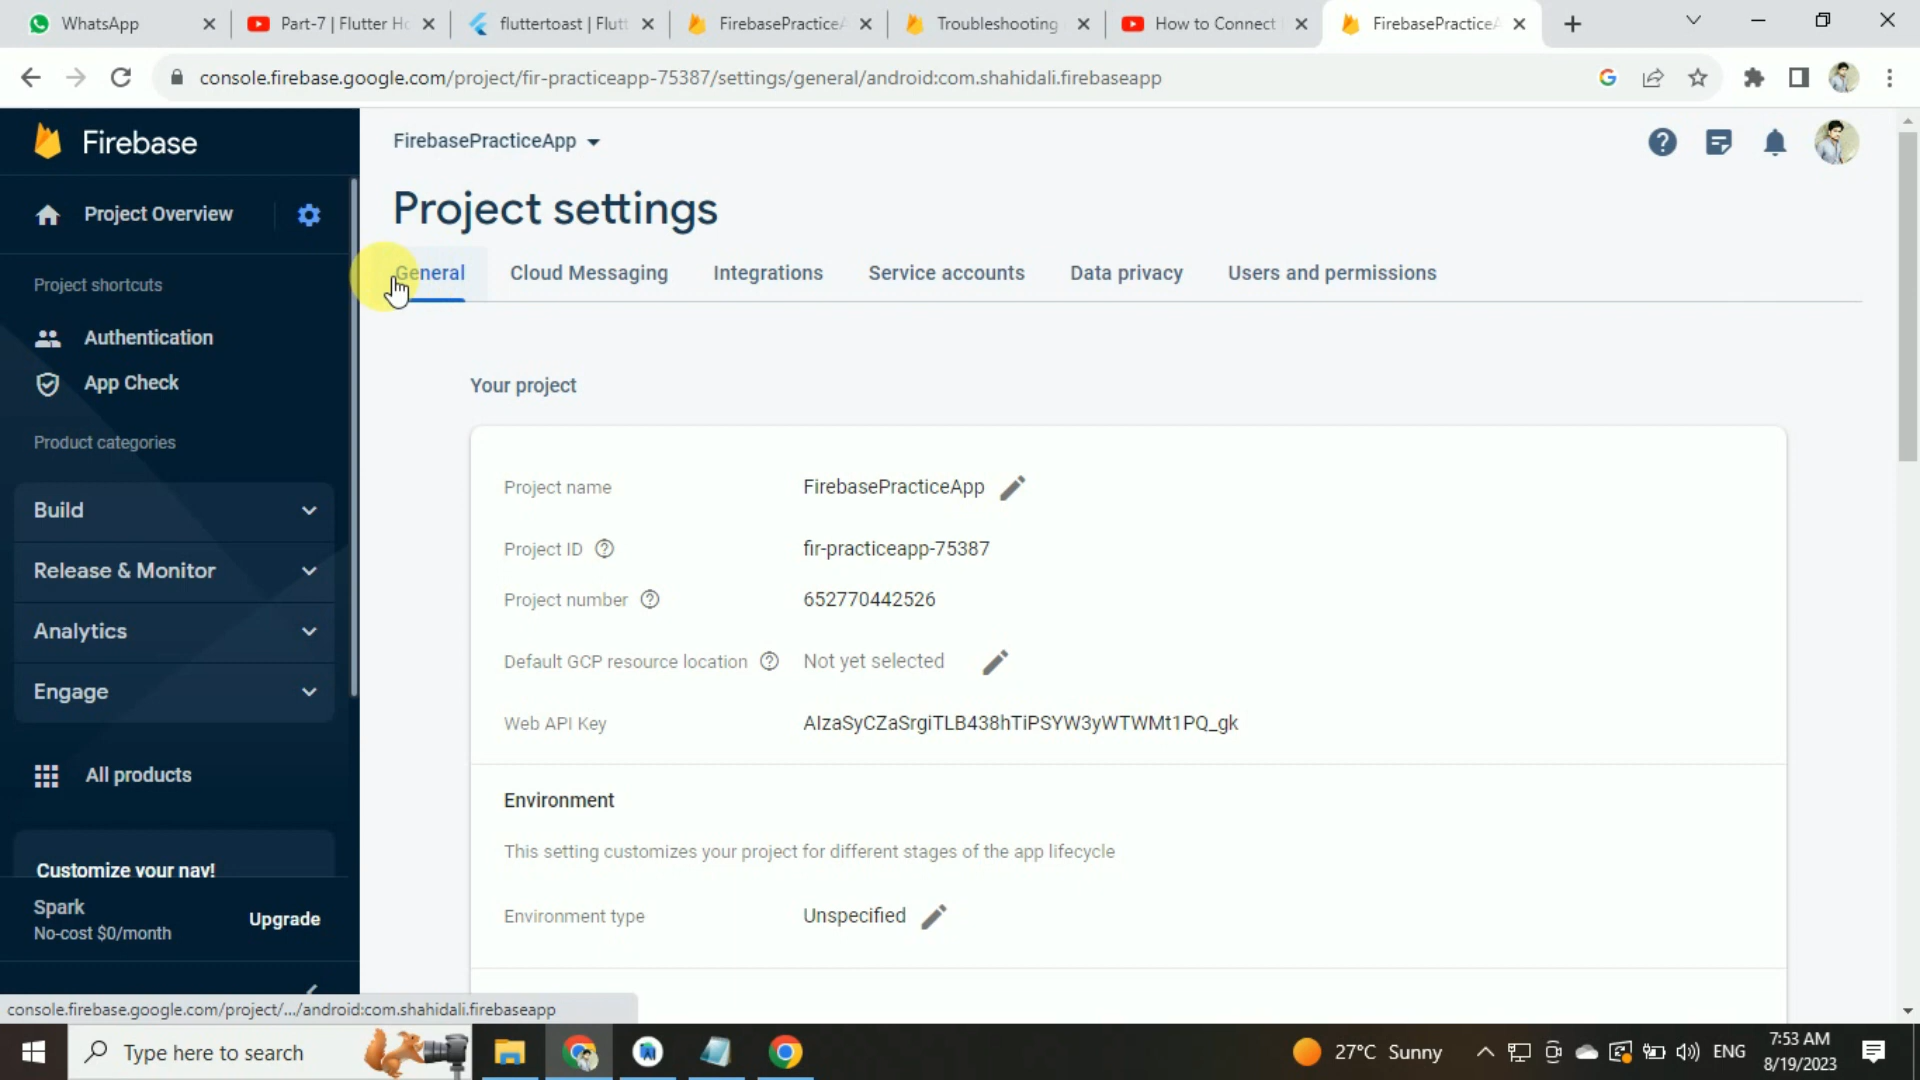 WhatsApp
Part-7 | Flutter Ho
fluttertoast | Flutt
FirebasePracticeA
Troubleshooting
How to Connect
FirebasePracticeA
console.firebase.google.com/project/fir-practiceapp-75387/settings/general/android:com.shahidali.firebaseapp
Firebase
FirebasePracticeApp
Project Overview
Project settings
General
Cloud Messaging
Integrations
Service accounts
Data privacy
Users and permissions
Project shortcuts
Authentication
App Check
Product categories
Build
Release & Monitor
Analytics
Engage
All products
Customize your nav!
Spark
No-cost $0/month
Upgrade
Your project
Project name
FirebasePracticeApp
Project ID
fir-practiceapp-75387
Project number
652770442526
Default GCP resource location
Not yet selected
Web API Key
AIzaSyCZaSrgiTLB438hTiPSYW3yWTWMt1PQ_gk
Environment
This setting customizes your project for different stages of the app lifecycle
Environment type
Unspecified
console.firebase.google.com/project/.../android:com.shahidali.firebaseapp
Type here to search
27°C Sunny
ENG
7:53 AM
8/19/2023